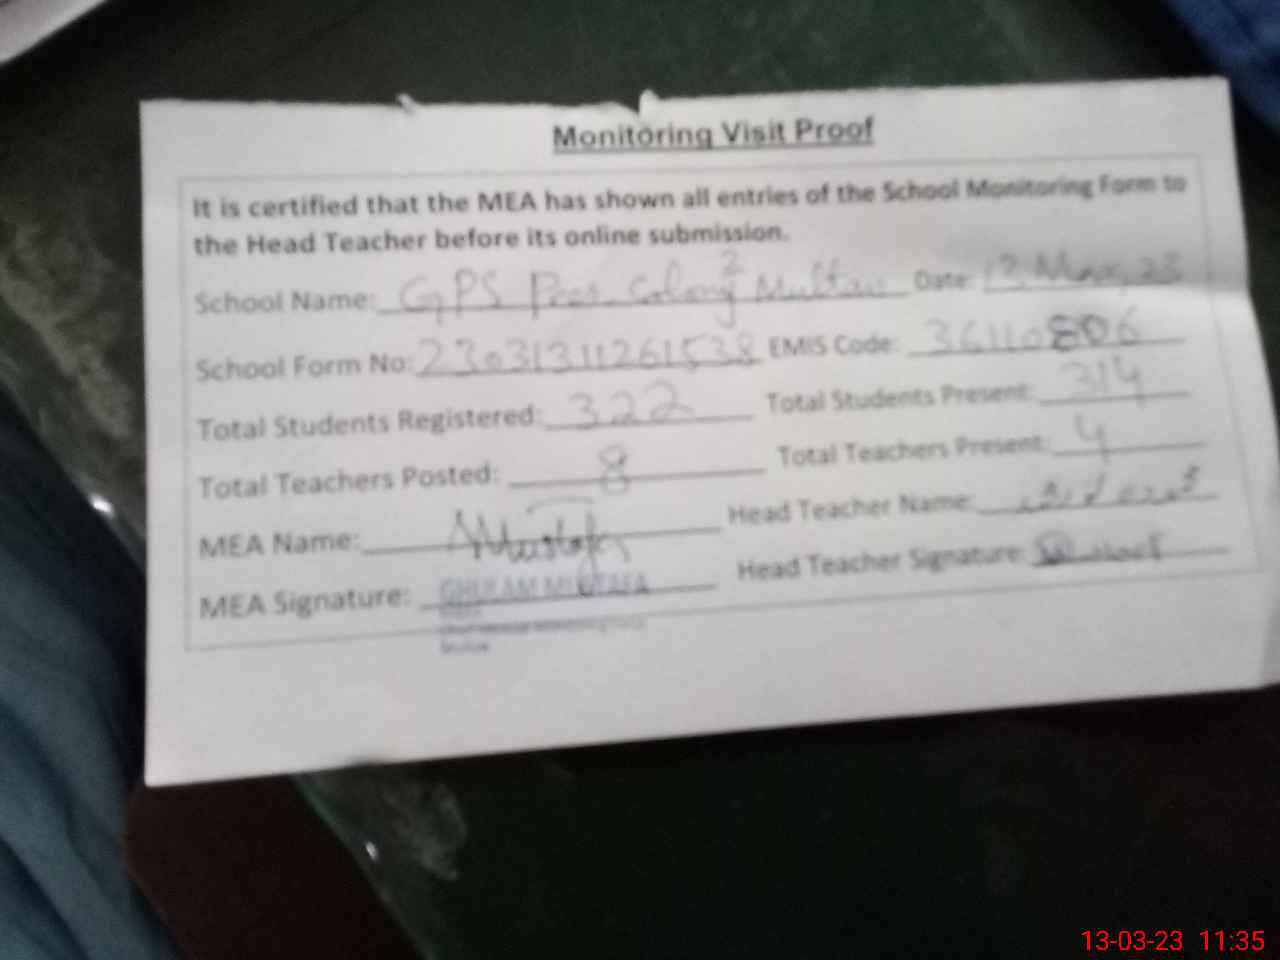 Monitoring Visit Proof
It is certified that the MEA has shown all entries of the School Monitoring Form to
the Head Teacher before its online submission.
School Name: GPS Colony 2 Multan Date: Mar, 23
School Form No: 23031311261538 EMIS Code: 36110806
Total Students Registered: 322 Total Students Present: 314
Total Teachers Posted: 8 Total Teachers Present: 4
MEA Name: Mustafa Head Teacher Name:
MEA Signature: GHULAM MUSTAFA Head Teacher Signature:
13-03-23 11:35